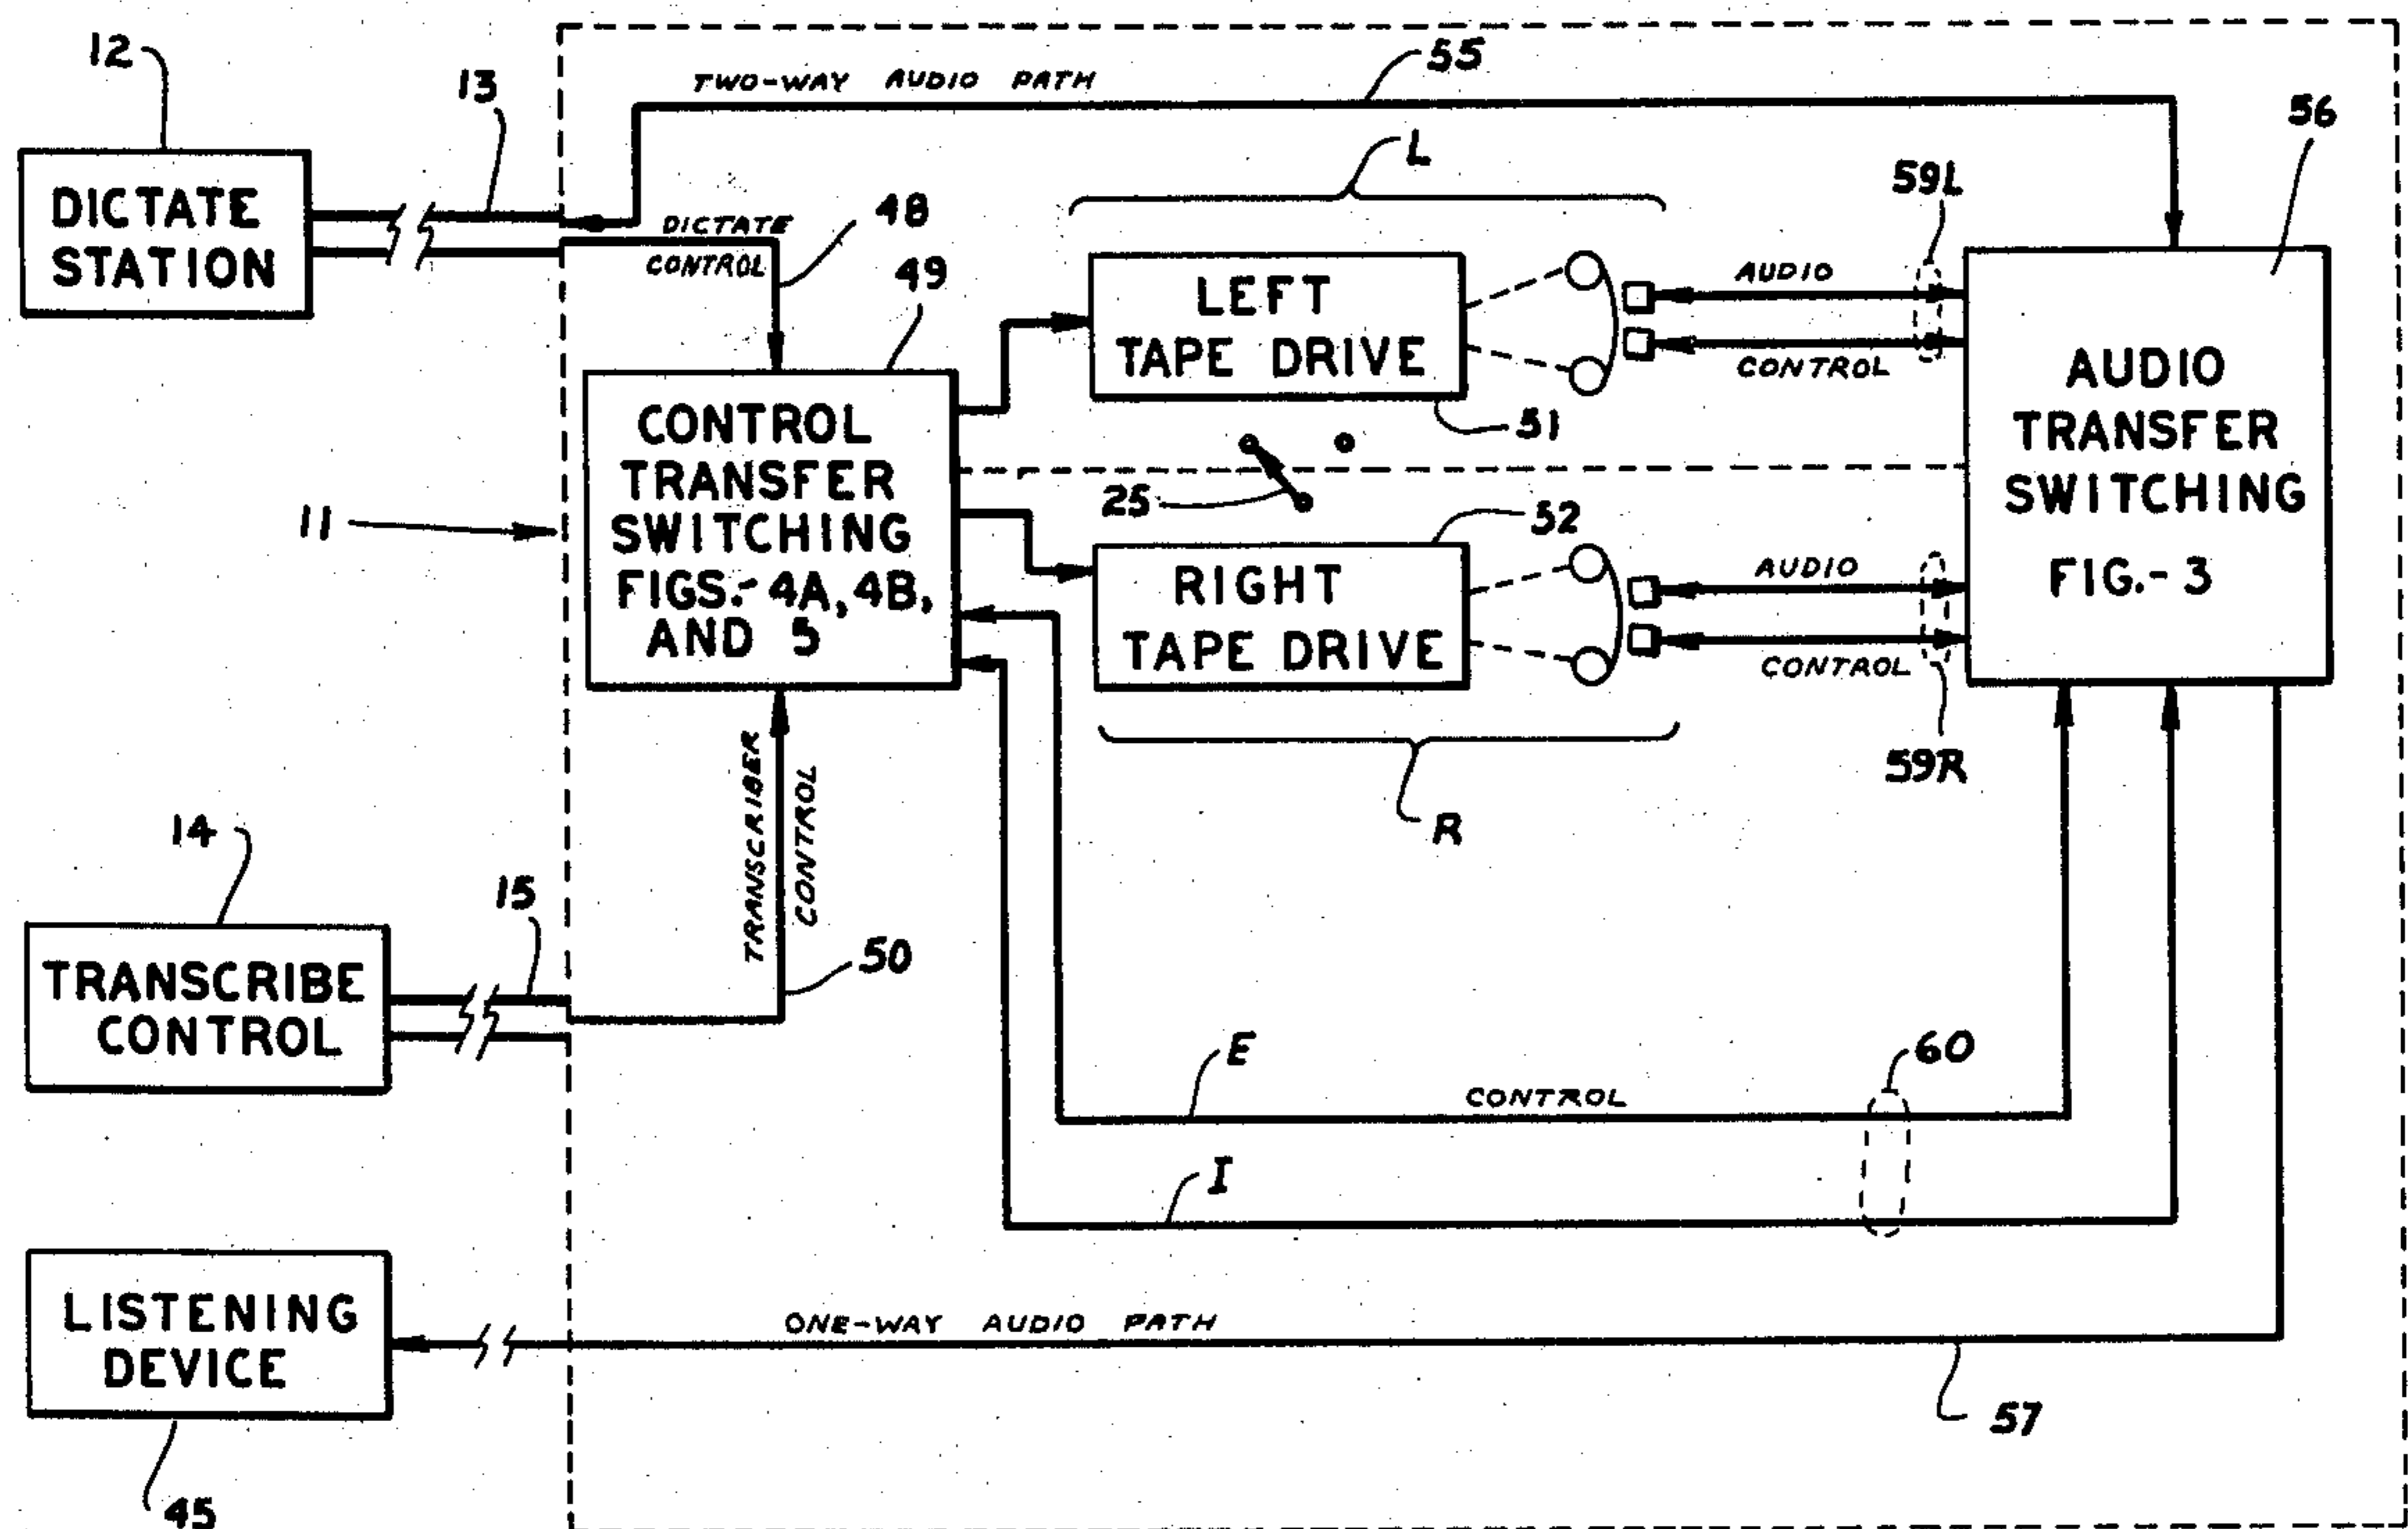 12
13
TWO-WAY AUDIO PATH
55
56
DICTATE
STATION
DICTATE
CONTROL
48
49
L
59L
LEFT
TAPE DRIVE
AUDIO
CONTROL
51
CONTROL
TRANSFER
SWITCHING
FIGS.-4A, 4B,
AND 5
11
25
52
RIGHT
TAPE DRIVE
AUDIO
CONTROL
59R
R
AUDIO
TRANSFER
SWITCHING
FIG.-3
TRANSCRIBER
CONTROL
14
15
50
TRANSCRIBE
CONTROL
E
CONTROL
60
I
LISTENING
DEVICE
ONE-WAY AUDIO PATH
57
45